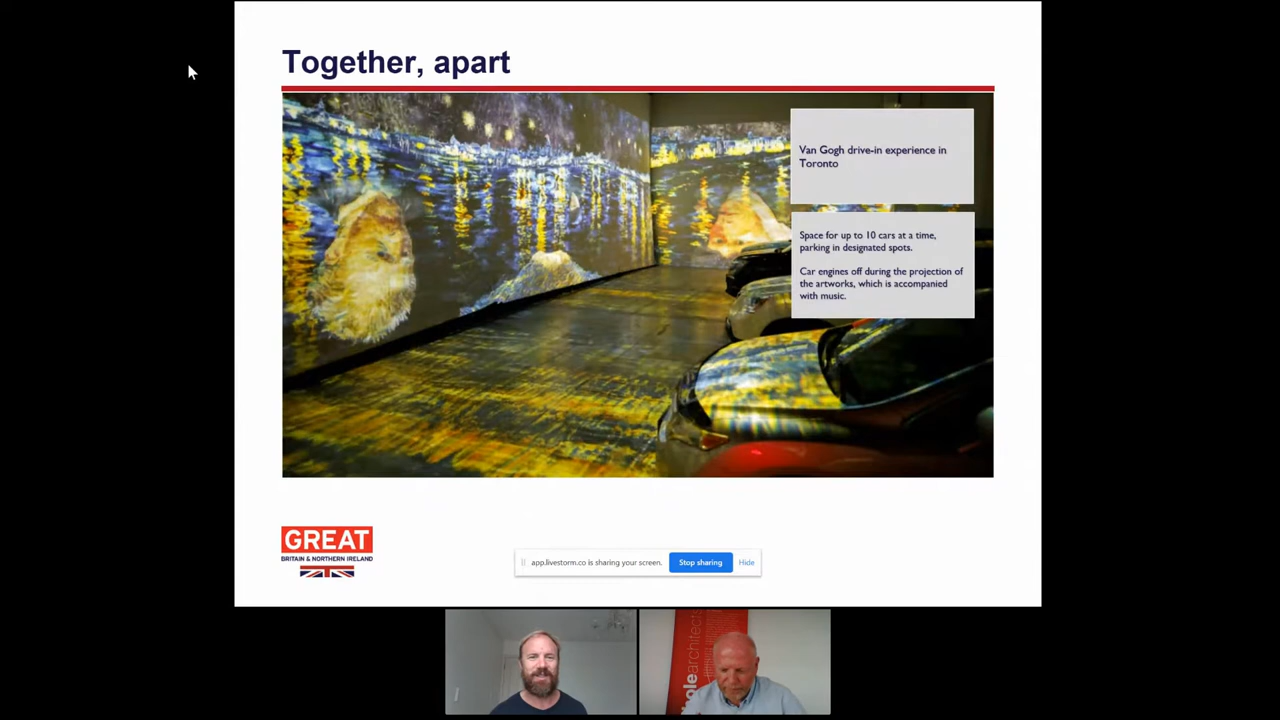 Together, apart
Van Gogh drive-in experience in
Toronto
Space for up to 10 cars at a time,
parking in designated spots.
Car engines off during the projection of
the artworks, which is accompanied
with music.
GREAT
BRITAIN & NORTHERN IRELAND
app.livestorm.co is sharing your screen.
Stop sharing
Hide
ole architects